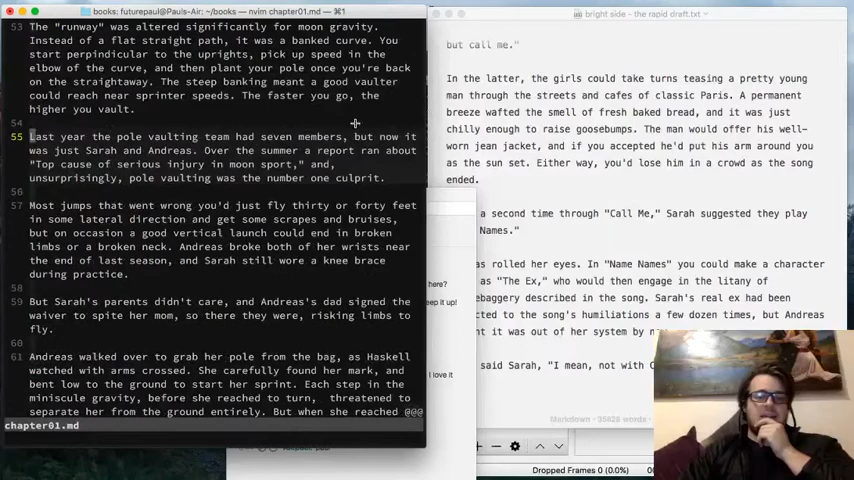 books: futurepaul@Pauls-Air: ~/books — nvim chapter01.md — ⌘1
53 The "runway" was altered significantly for moon gravity.
Instead of a flat straight path, it was a banked curve. You
start perpindicular to the uprights, pick up speed in the
elbow of the curve, and then plant your pole once you're back
on the straightaway. The steep banking meant a good vaulter
could reach near sprinter speeds. The faster you go, the
higher you vault.
54
55 Last year the pole vaulting team had seven members, but now it
was just Sarah and Andreas. Over the summer a report ran about
"Top cause of serious injury in moon sport," and,
unsurprisingly, pole vaulting was the number one culprit.
56
57 Most jumps that went wrong you'd just fly thirty or forty feet
in some lateral direction and get some scrapes and bruises,
but on occasion a good vertical launch could end in broken
limbs or a broken neck. Andreas broke both of her wrists near
the end of last season, and Sarah still wore a knee brace
during practice.
58
59 But Sarah's parents didn't care, and Andreas's dad signed the
waiver to spite her mom, so there they were, risking limbs to
fly.
60
61 Andreas walked over to grab her pole from the bag, as Haskell
watched with arms crossed. She carefully found her mark, and
bent low to the ground to start her sprint. Each step in the
miniscule gravity, before she reached to turn,  threatened to
separate her from the ground entirely. But when she reached @@@
chapter01.md
bright side — the rapid draft.txt
but call me."
In the latter, the girls could take turns teasing a pretty young
man through the streets and cafes of classic Paris. A permanent
breeze wafted the smell of fresh baked bread, and it was just
chilly enough to raise goosebumps. The man would offer his well-
worn jean jacket, and if you accepted he'd put his arm around you
as the sun set. Either way, you'd lose him in a crowd as the song
ended.
a second time through "Call Me," Sarah suggested they play
Names."
as rolled her eyes. In "Name Names" you could make a character
as "The Ex," who would then engage in the litany of
ebaggery described in the song. Sarah's real ex had been
cted to the song's humiliations a few dozen times, but Andreas
t it was out of her system by
said Sarah, "I mean, not with
Markdown
here?
eep it up!
I love it
Dropped Frames 0 (0.0%)